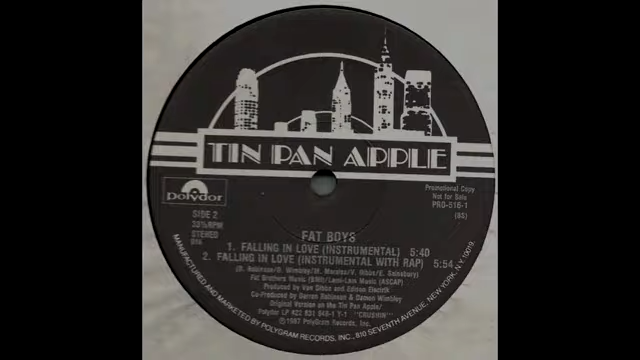 TIN PAN APPLE
polydor
Promotional Copy
Not for Sale
PRO-516-1
SIDE 2
33⅓RPM
STEREO
FAT BOYS
1. FALLING IN LOVE (INSTRUMENTAL) 5:40
2. FALLING IN LOVE (INSTRUMENTAL WITH RAP) 5:54
Fat Brothers Music (BMI)/Lami-Lam Music (ASCAP)
Produced by Van Gibbs and Edison Electrik
Co-Produced by Darren Robinson & Damon Wimbley
Original Version on the Tin Pan Apple/
"CRUSHIN'"
℗1987 PolyGram Records, Inc.
MANUFACTURED AND MARKETED BY POLYGRAM RECORDS, INC., 810 SEVENTH AVENUE, NEW YORK, N.Y. 10019.